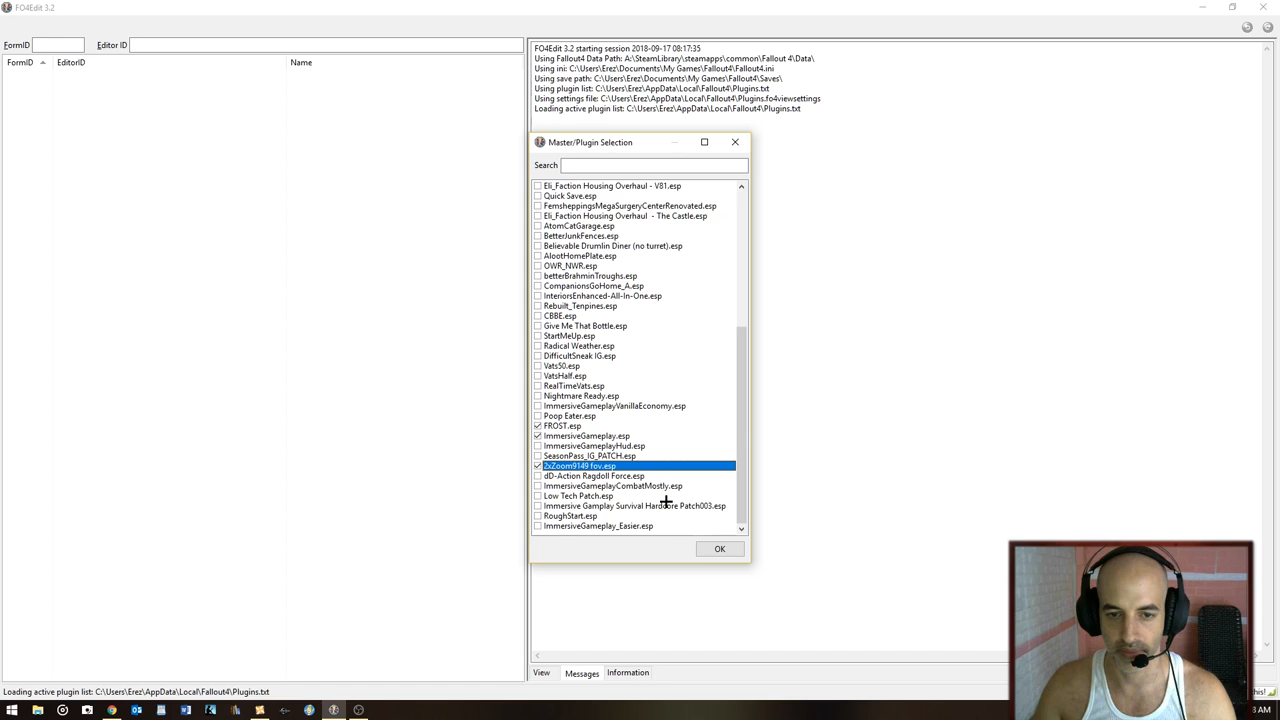 FO4Edit 3.2
FormID
Editor ID
FormID EditorID Name
FO4Edit 3.2 starting session 2018-09-17 08:17:35
Using Fallout4 Data Path: A:\SteamLibrary\steamapps\common\Fallout 4\Data\
Using ini: C:\Users\Erez\Documents\My Games\Fallout4\Fallout4.ini
Using save path: C:\Users\Erez\Documents\My Games\Fallout4\Saves\
Using plugin list: C:\Users\Erez\AppData\Local\Fallout4\Plugins.txt
Using settings file: C:\Users\Erez\AppData\Local\Fallout4\Plugins.fo4viewsettings
Loading active plugin list: C:\Users\Erez\AppData\Local\Fallout4\Plugins.txt
Master/Plugin Selection
Search
Eli_Faction Housing Overhaul - V81.esp
Quick Save.esp
FemsheppingsMegaSurgeryCenterRenovated.esp
Eli_Faction Housing Overhaul  - The Castle.esp
AtomCatGarage.esp
BetterJunkFences.esp
Believable Drumlin Diner (no turret).esp
AlootHomePlate.esp
OWR_NWR.esp
betterBrahminTroughs.esp
CompanionsGoHome_A.esp
InteriorsEnhanced-All-In-One.esp
Rebuilt_Tenpines.esp
CBBE.esp
Give Me That Bottle.esp
StartMeUp.esp
Radical Weather.esp
DifficultSneak IG.esp
Vats50.esp
VatsHalf.esp
RealTimeVats.esp
Nightmare Ready.esp
ImmersiveGameplayVanillaEconomy.esp
Poop Eater.esp
FROST.esp
ImmersiveGameplay.esp
ImmersiveGameplayHud.esp
SeasonPass_IG_PATCH.esp
2xZoom9149 fov.esp
dD-Action Ragdoll Force.esp
ImmersiveGameplayCombatMostly.esp
Low Tech Patch.esp
Immersive Gamplay Survival Hardcore Patch003.esp
RoughStart.esp
ImmersiveGameplay_Easier.esp
OK
View Messages Information
Loading active plugin list: C:\Users\Erez\AppData\Local\Fallout4\Plugins.txt
this!
AM